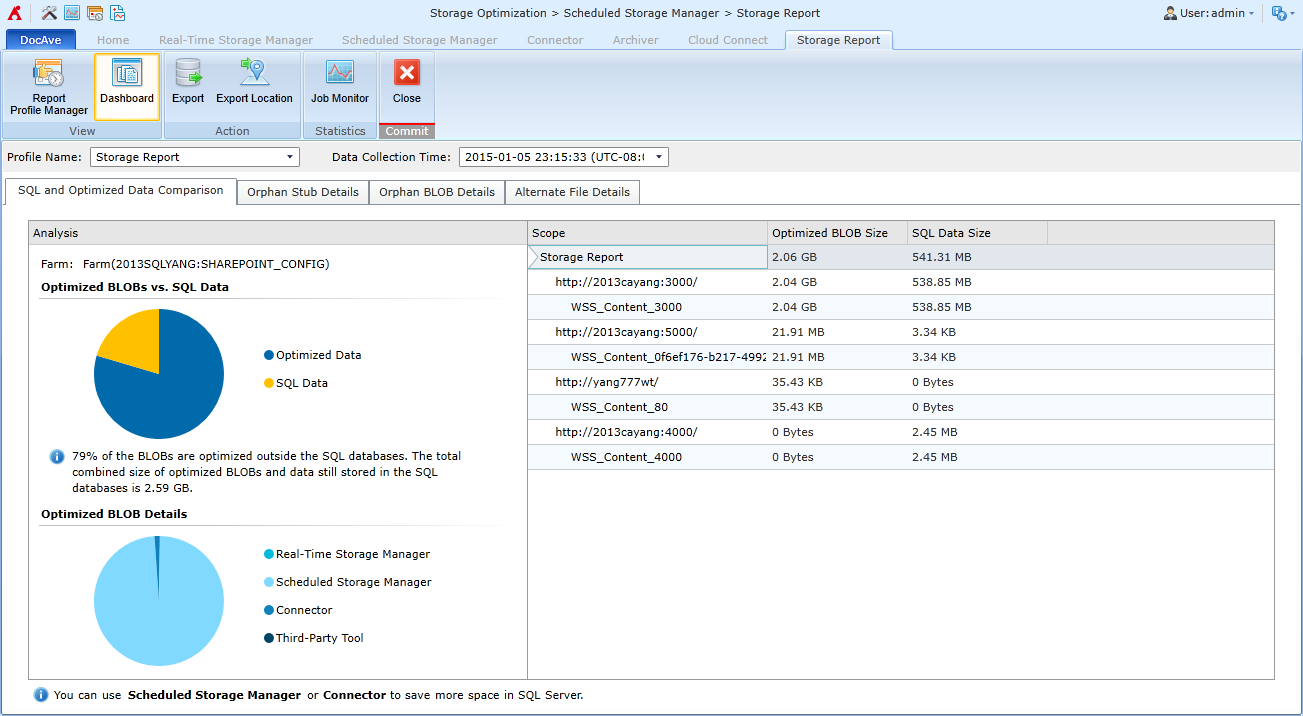 Storage Optimization > Scheduled Storage Manager > Storage Report
User: admin
DocAve Home Real-Time Storage Manager Scheduled Storage Manager Connector Archiver Cloud Connect Storage Report
Report
Profile Manager
Dashboard
Export
Export Location
Job Monitor
Close
View Action Statistics Commit
Profile Name: Storage Report Data Collection Time: 2015-01-05 23:15:33 (UTC-08:
SQL and Optimized Data Comparison Orphan Stub Details Orphan BLOB Details Alternate File Details
Analysis
Farm: Farm(2013SQLYANG:SHAREPOINT_CONFIG)
Optimized BLOBs vs. SQL Data
Optimized Data
SQL Data
79% of the BLOBs are optimized outside the SQL databases. The total
combined size of optimized BLOBs and data still stored in the SQL
databases is 2.59 GB.
Optimized BLOB Details
Real-Time Storage Manager
Scheduled Storage Manager
Connector
Third-Party Tool
Scope Optimized BLOB Size SQL Data Size
Storage Report 2.06 GB 541.31 MB
http://2013cayang:3000/ 2.04 GB 538.85 MB
WSS_Content_3000 2.04 GB 538.85 MB
http://2013cayang:5000/ 21.91 MB 3.34 KB
WSS_Content_0f6ef176-b217-4992 21.91 MB 3.34 KB
http://yang777wt/ 35.43 KB 0 Bytes
WSS_Content_80 35.43 KB 0 Bytes
http://2013cayang:4000/ 0 Bytes 2.45 MB
WSS_Content_4000 0 Bytes 2.45 MB
You can use Scheduled Storage Manager or Connector to save more space in SQL Server.